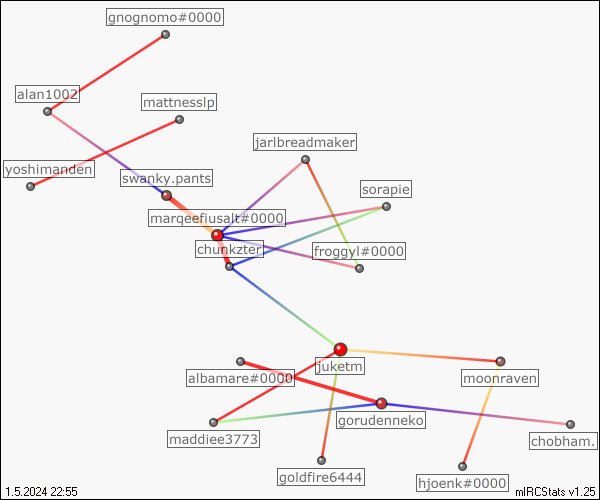 gnognomo#0000
alan1002
mattnesslp
jarlbreadmaker
yoshimanden
swanky.pants
sorapie
marqeefiusalt#0000
chunkzter
froggyl#0000
juketm
albamare#0000
moonraven
gorudenneko
maddiee3773
chobham.
goldfire6444
hjoenk#0000
1.5.2024 22:55
mIRCStats v1.25